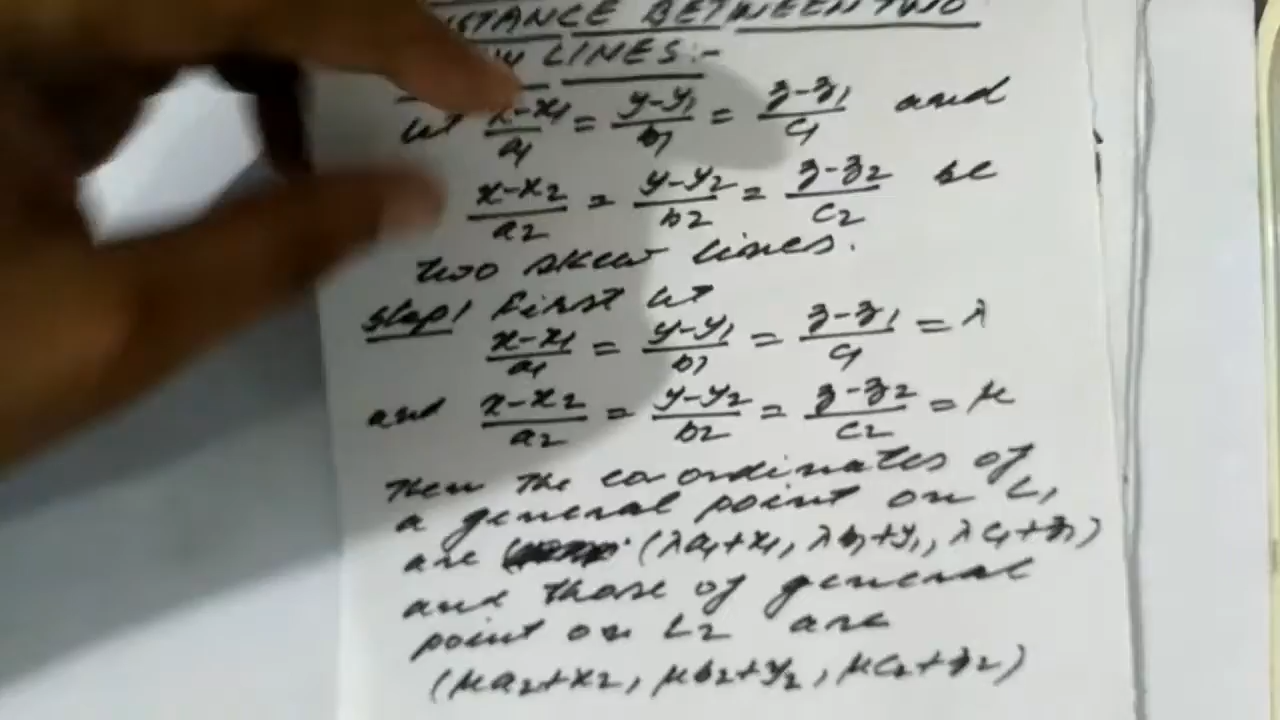 DISTANCE BETWEEN TWO
LINES:-
let x-x1/a1 = y-y1/b1 = z-z1/c1 and
x-x2/a2 = y-y2/b2 = z-z2/c2 be
two skew lines.
Step1 First let
x-x1/a1 = y-y1/b1 = z-z1/c1 = λ
and x-x2/a2 = y-y2/b2 = z-z2/c2 = μ
Then the co ordinates of
a general point on L1
are (λa1+x1, λb1+y1, λc1+z1)
and those of general
point on L2 are
(μa2+x2, μb2+y2, μc2+z2)